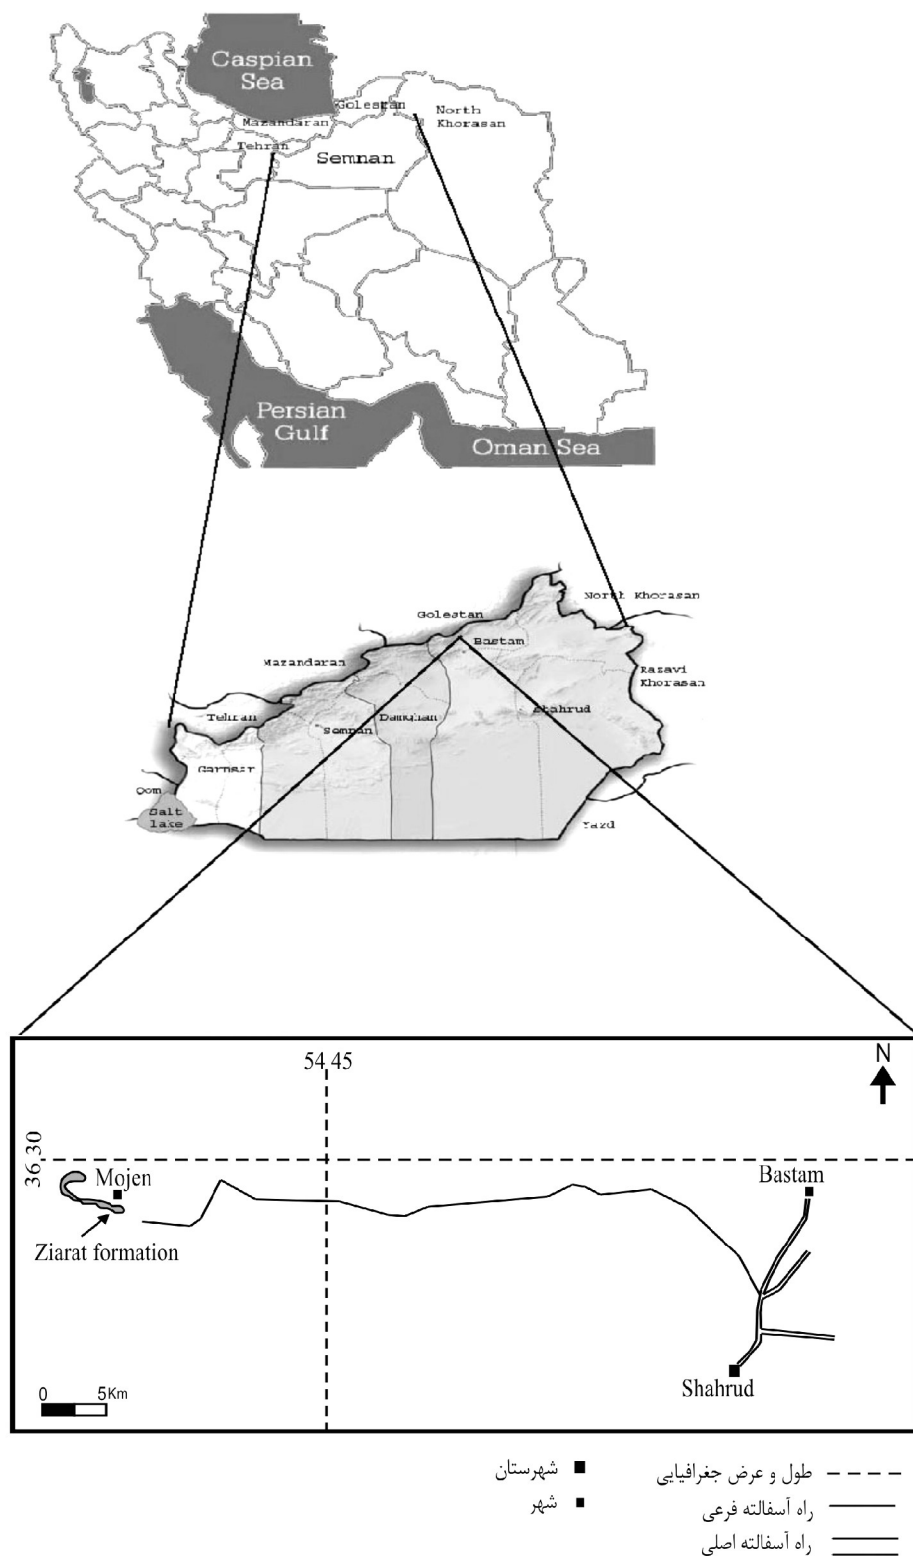 Caspian
Sea
Golestan
North
Khorasan
Mazandaran
Tehran
Semnan
Persian
Gulf
Oman Sea
North Khorasan
Golestan
Bastam
Mazandaran
Razavi
Khorasan
Tehran
Damghan
Shahrud
Semnan
Garmsar
Qom
Salt
lake
Yazd
54 45
N
36 30
Mojen
Bastam
Ziarat formation
Shahrud
0 5Km
طول و عرض جغرافیایی
شهرستان
راه آسفالته فرعی
شهر
راه آسفالته اصلی